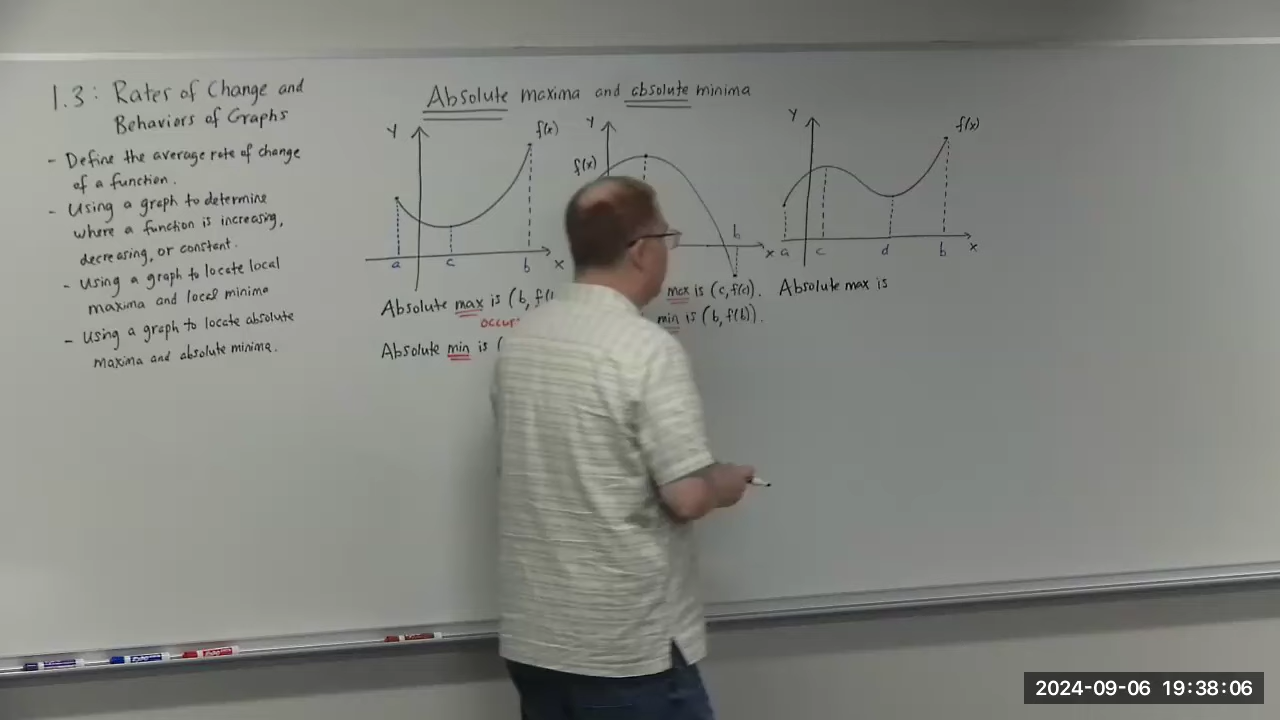 1.3: Rates of Change and
Behaviors of Graphs
- Define the average rate of change
of a function.
- Using a graph to determine
where a function is increasing,
decreasing, or constant.
- Using a graph to locate local
maxima and local minima
- Using a graph to locate absolute
maxima and absolute minima.
Absolute maxima and absolute minima
y
f(x)
a
c
b
x
Absolute max is (b, f(
occur
Absolute min is (
y
f(x)
b
x
max is (c, f(c)).
min is (b, f(b)).
y
f(x)
a
c
d
b
x
Absolute max is
2024-09-06 19:38:06